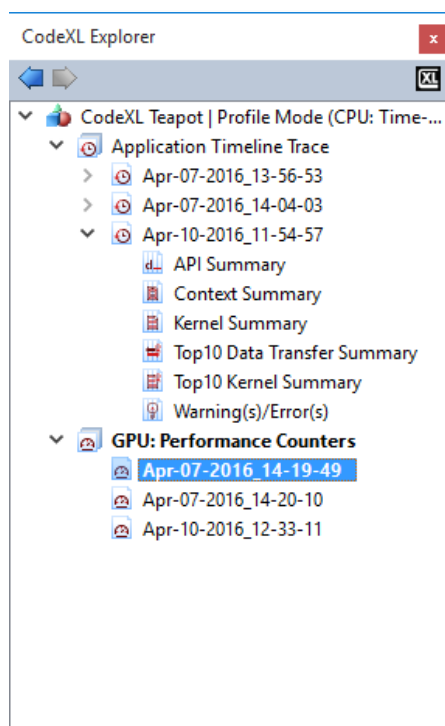 CodeXL Explorer
x
XL
CodeXL Teapot | Profile Mode (CPU: Time-...
Application Timeline Trace
Apr-07-2016_13-56-53
Apr-07-2016_14-04-03
Apr-10-2016_11-54-57
API Summary
Context Summary
Kernel Summary
Top10 Data Transfer Summary
Top10 Kernel Summary
Warning(s)/Error(s)
GPU: Performance Counters
Apr-07-2016_14-19-49
Apr-07-2016_14-20-10
Apr-10-2016_12-33-11